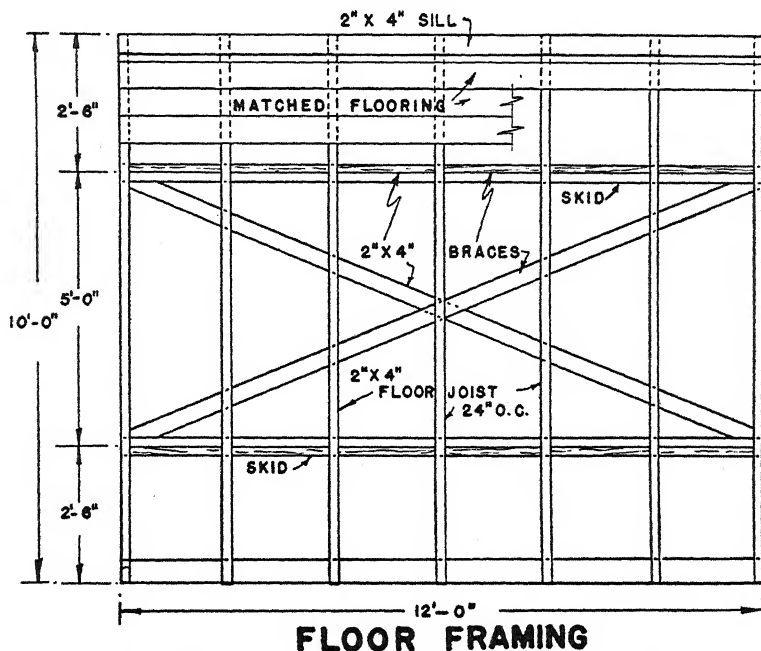 2" X 4" SILL
2'-6"
MATCHED FLOORING
SKID
2" X 4"
BRACES
5'-0"
10'-0"
2" X 4"
FLOOR JOIST
24" O.C.
SKID
2'-6"
12'-0"
FLOOR FRAMING